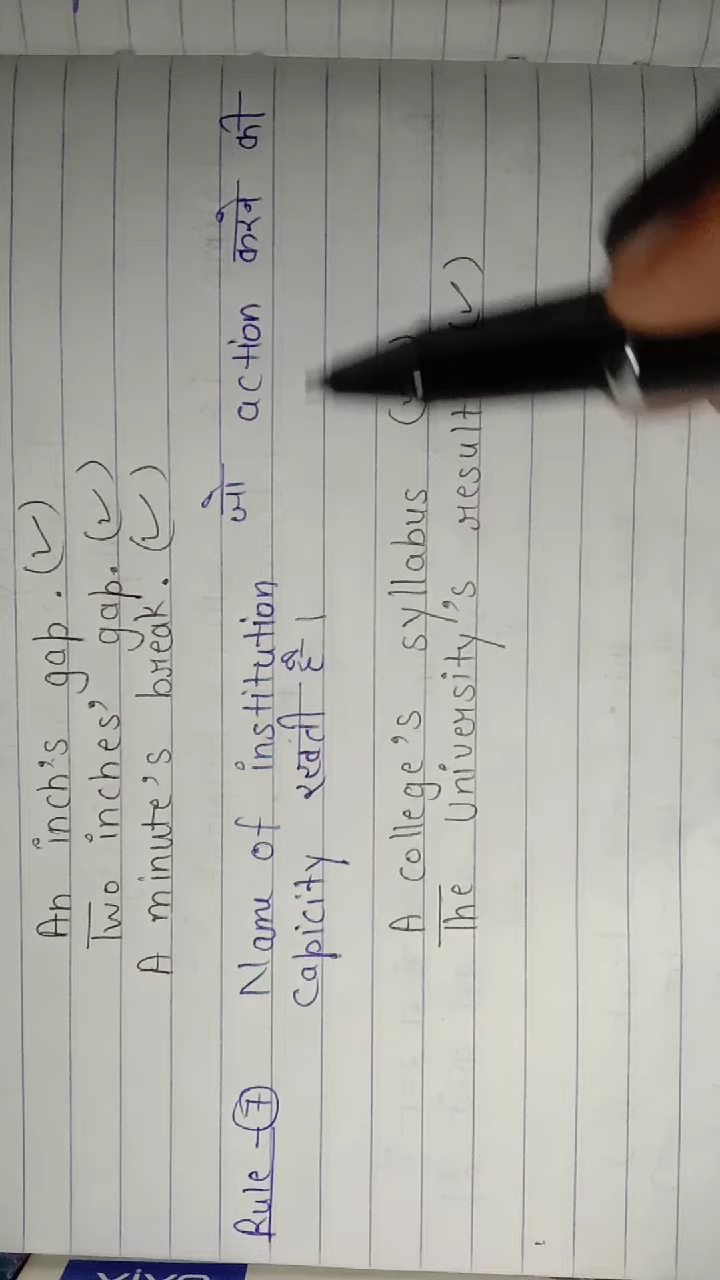 An inch's gap. (✓)
Two inches' gap. (✓)
A minute's break. (✓)
Rule - 7 Name of institution जो action करने की
Capicity रखती है।
A college's syllabus (
The University's result (✓)
vivo